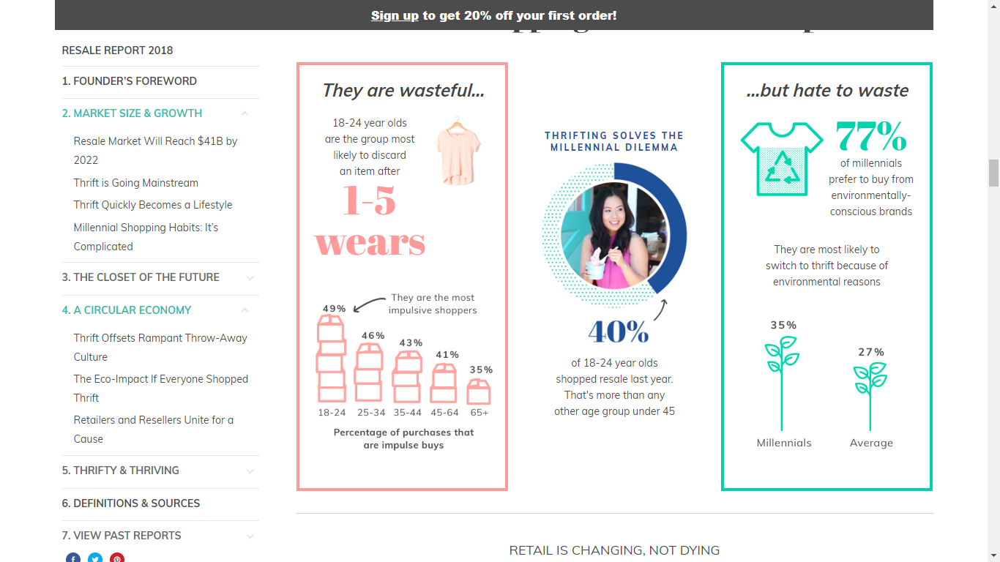 Sign up to get 20% off your first order!
RESALE REPORT 2018
1. FOUNDER’S FOREWORD
2. MARKET SIZE & GROWTH
Resale Market Will Reach $41B by
2022
Thrift is Going Mainstream
Thrift Quickly Becomes a Lifestyle
Millennial Shopping Habits: It’s
Complicated
3. THE CLOSET OF THE FUTURE
4. A CIRCULAR ECONOMY
Thrift Offsets Rampant Throw-Away
Culture
The Eco-Impact If Everyone Shopped
Thrift
Retailers and Resellers Unite for a
Cause
5. THRIFTY & THRIVING
6. DEFINITIONS & SOURCES
7. VIEW PAST REPORTS
They are wasteful...
18-24 year olds
are the group most
likely to discard
an item after
1-5
wears
They are the most
impulsive shoppers
49%
46%
43%
41%
35%
18-24 25-34 35-44 45-64 65+
Percentage of purchases that
are impulse buys
THRIFTING SOLVES THE
MILLENNIAL DILEMMA
40%
of 18-24 year olds
shopped resale last year.
That's more than any
other age group under 45
...but hate to waste
77%
of millennials
prefer to buy from
environmentally-
conscious brands
They are most likely to
switch to thrift because of
environmental reasons
35%
27%
Millennials Average
RETAIL IS CHANGING, NOT DYING